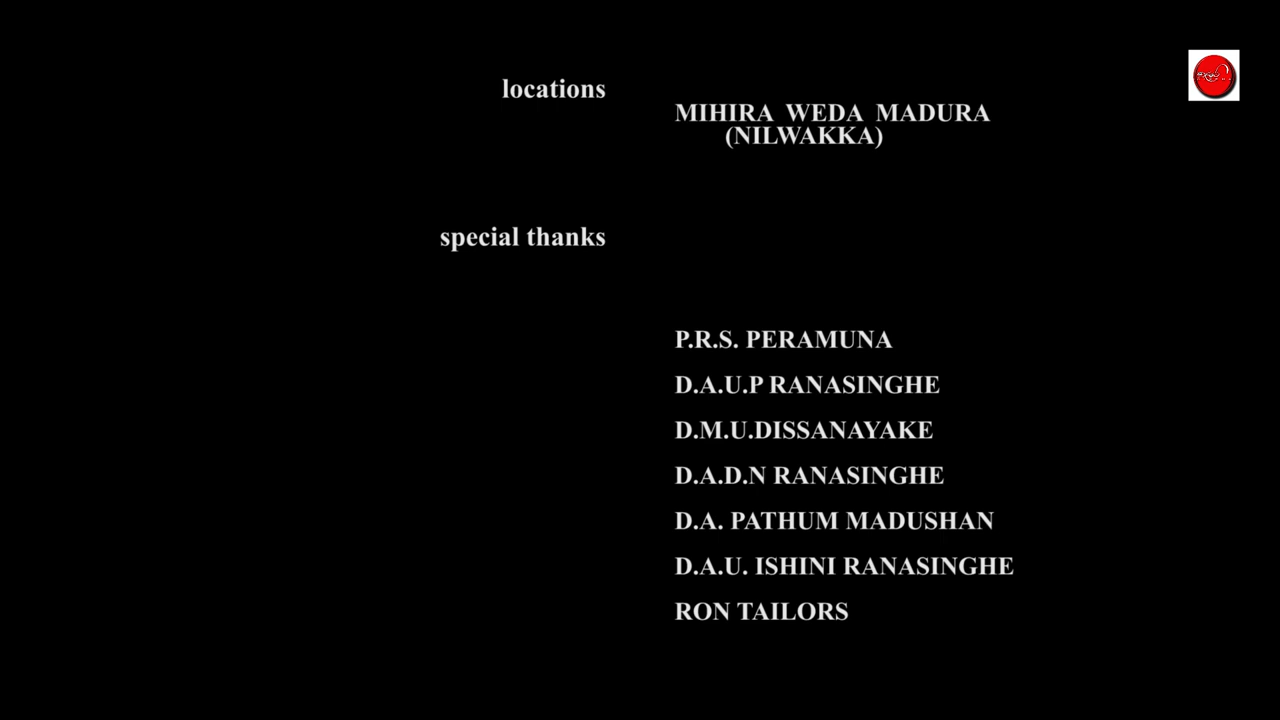 locations
MIHIRA WEDA MADURA
(NILWAKKA)
special thanks
P.R.S. PERAMUNA
D.A.U.P RANASINGHE
D.M.U.DISSANAYAKE
D.A.D.N RANASINGHE
D.A. PATHUM MADUSHAN
D.A.U. ISHINI RANASINGHE
RON TAILORS